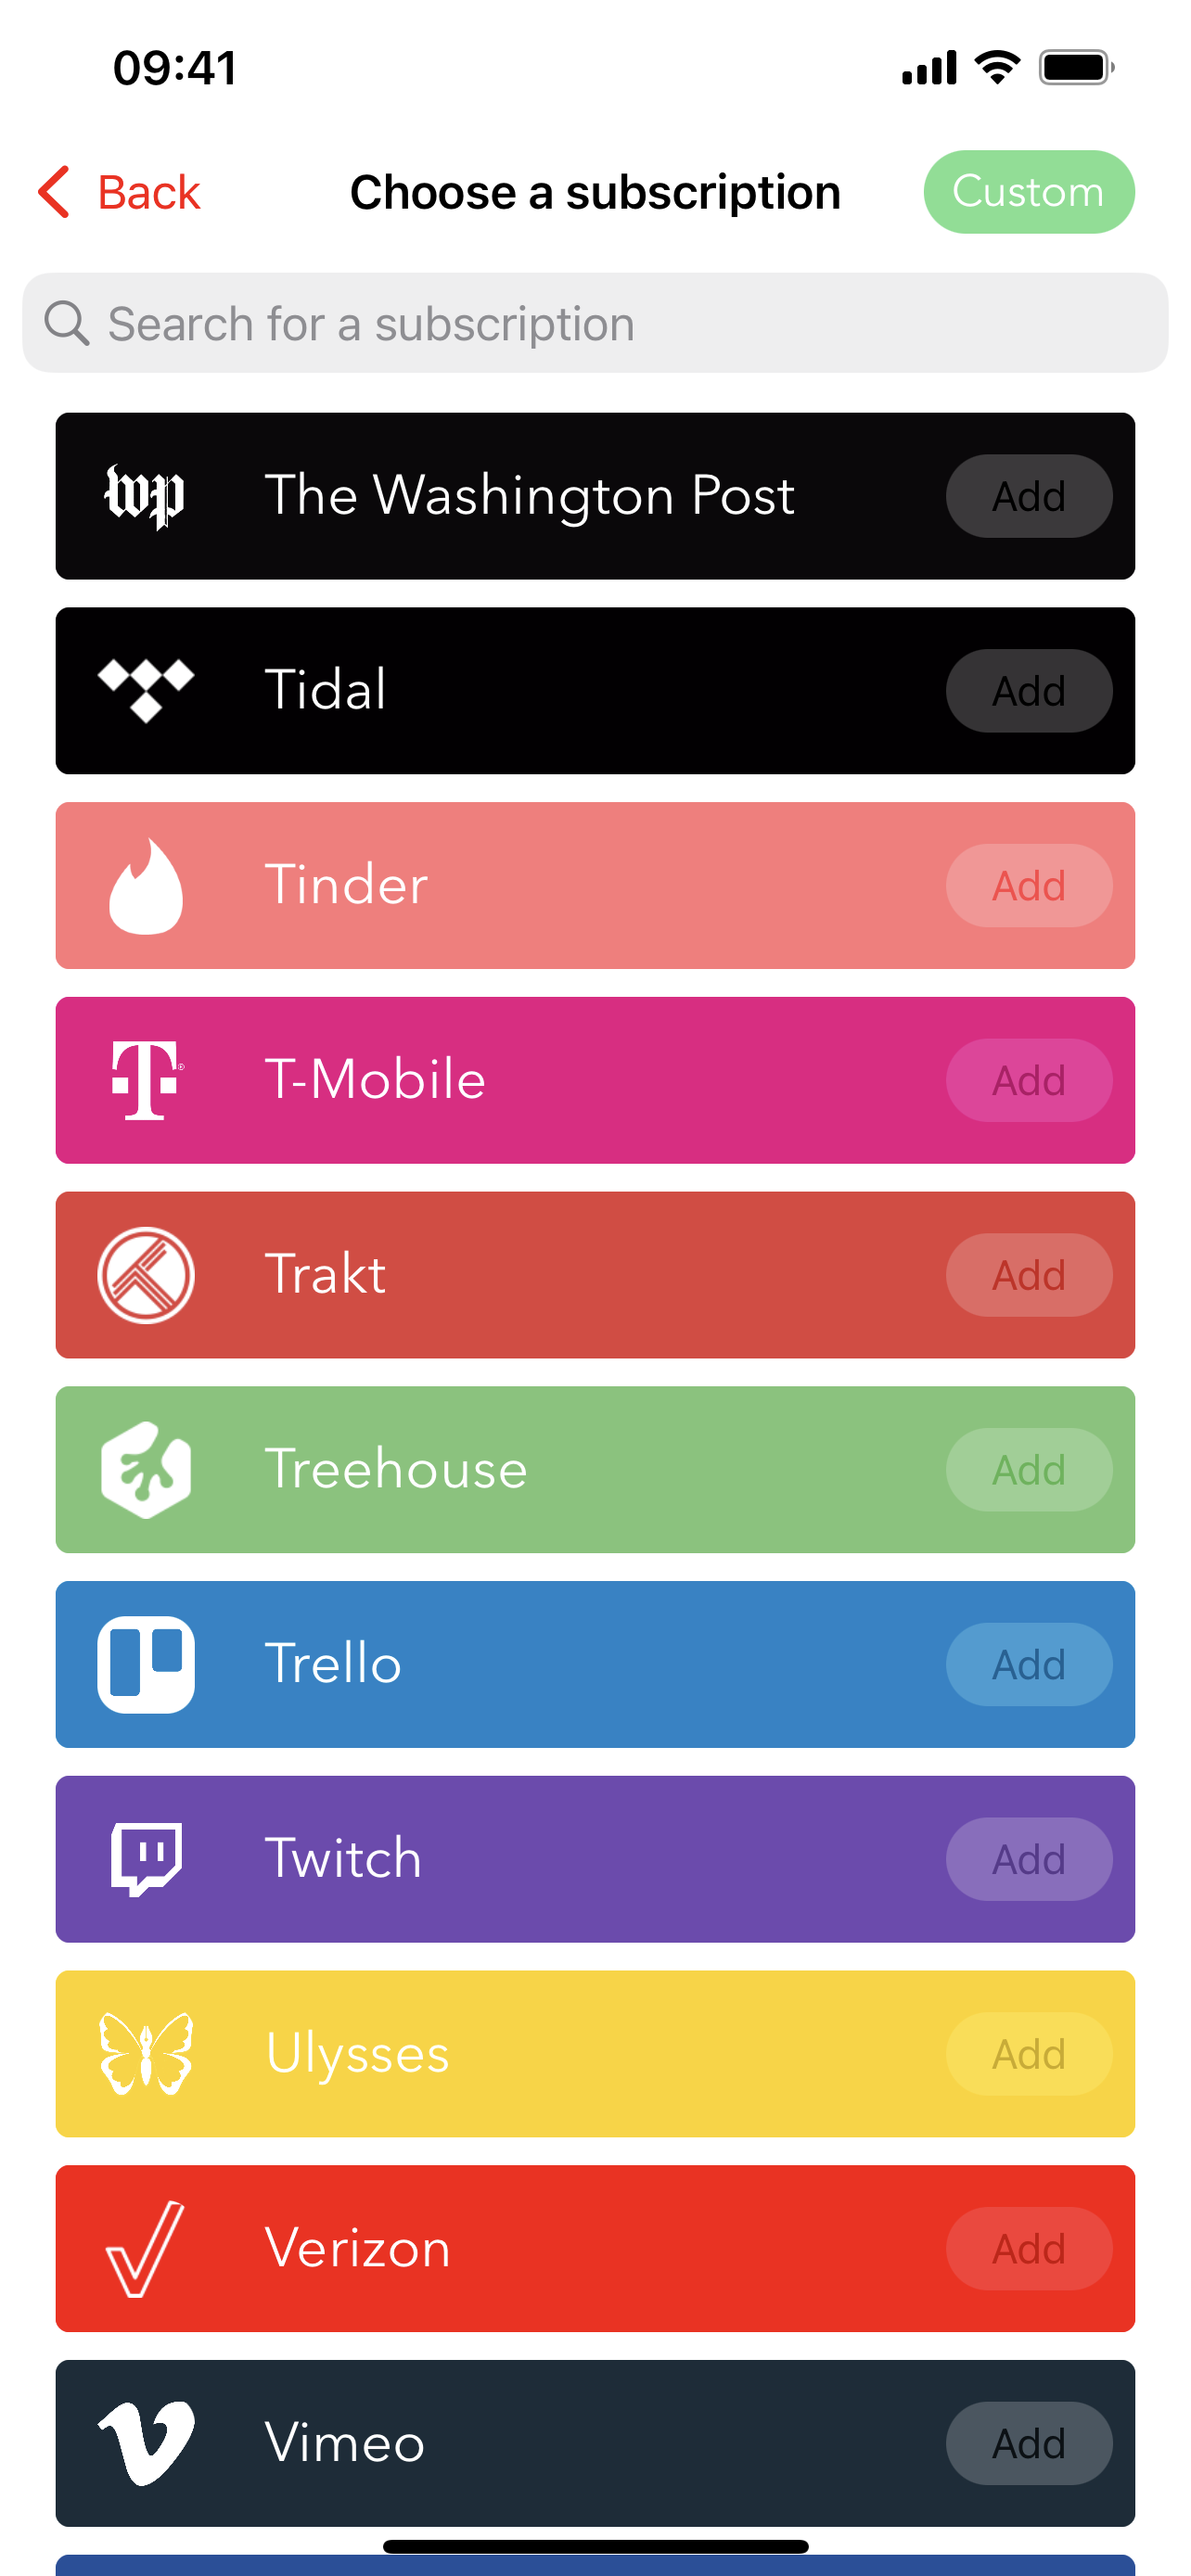 09:41
Back
Choose a subscription
Custom
Search for a subscription
wp
The Washington Post
Add
Tidal
Add
Tinder
Add
T®
T-Mobile
Add
Trakt
Add
Treehouse
Add
Trello
Add
Twitch
Add
Ulysses
Add
Verizon
Add
Vimeo
Add